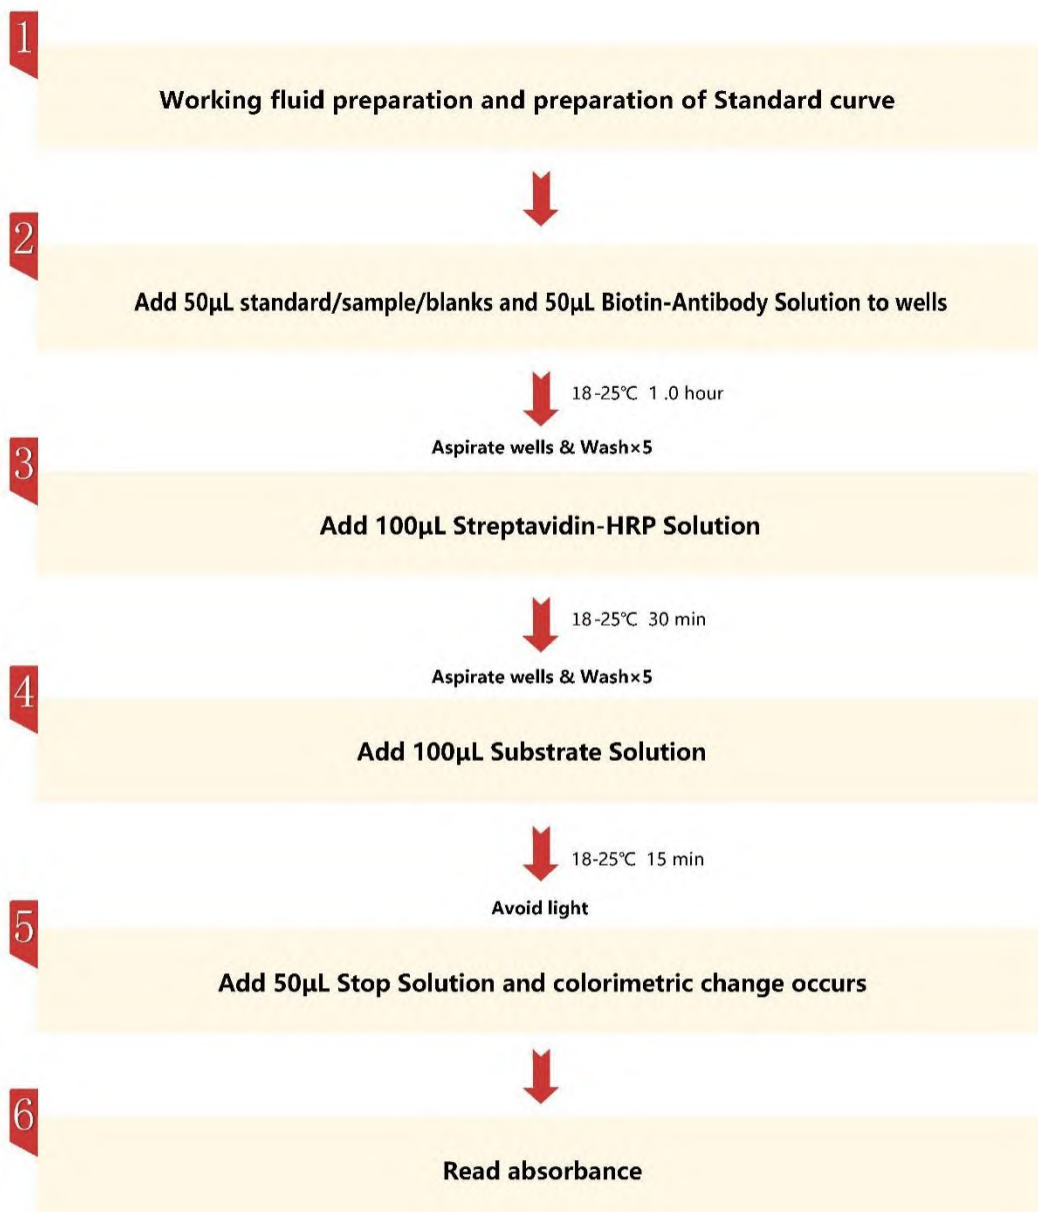 1
Working fluid preparation and preparation of Standard curve
2
Add 50μL standard/sample/blanks and 50μL Biotin-Antibody Solution to wells
18-25℃ 1 .0 hour
Aspirate wells & Wash×5
3
Add 100μL Streptavidin-HRP Solution
18-25℃ 30 min
Aspirate wells & Wash×5
4
Add 100μL Substrate Solution
18-25℃ 15 min
Avoid light
5
Add 50μL Stop Solution and colorimetric change occurs
6
Read absorbance